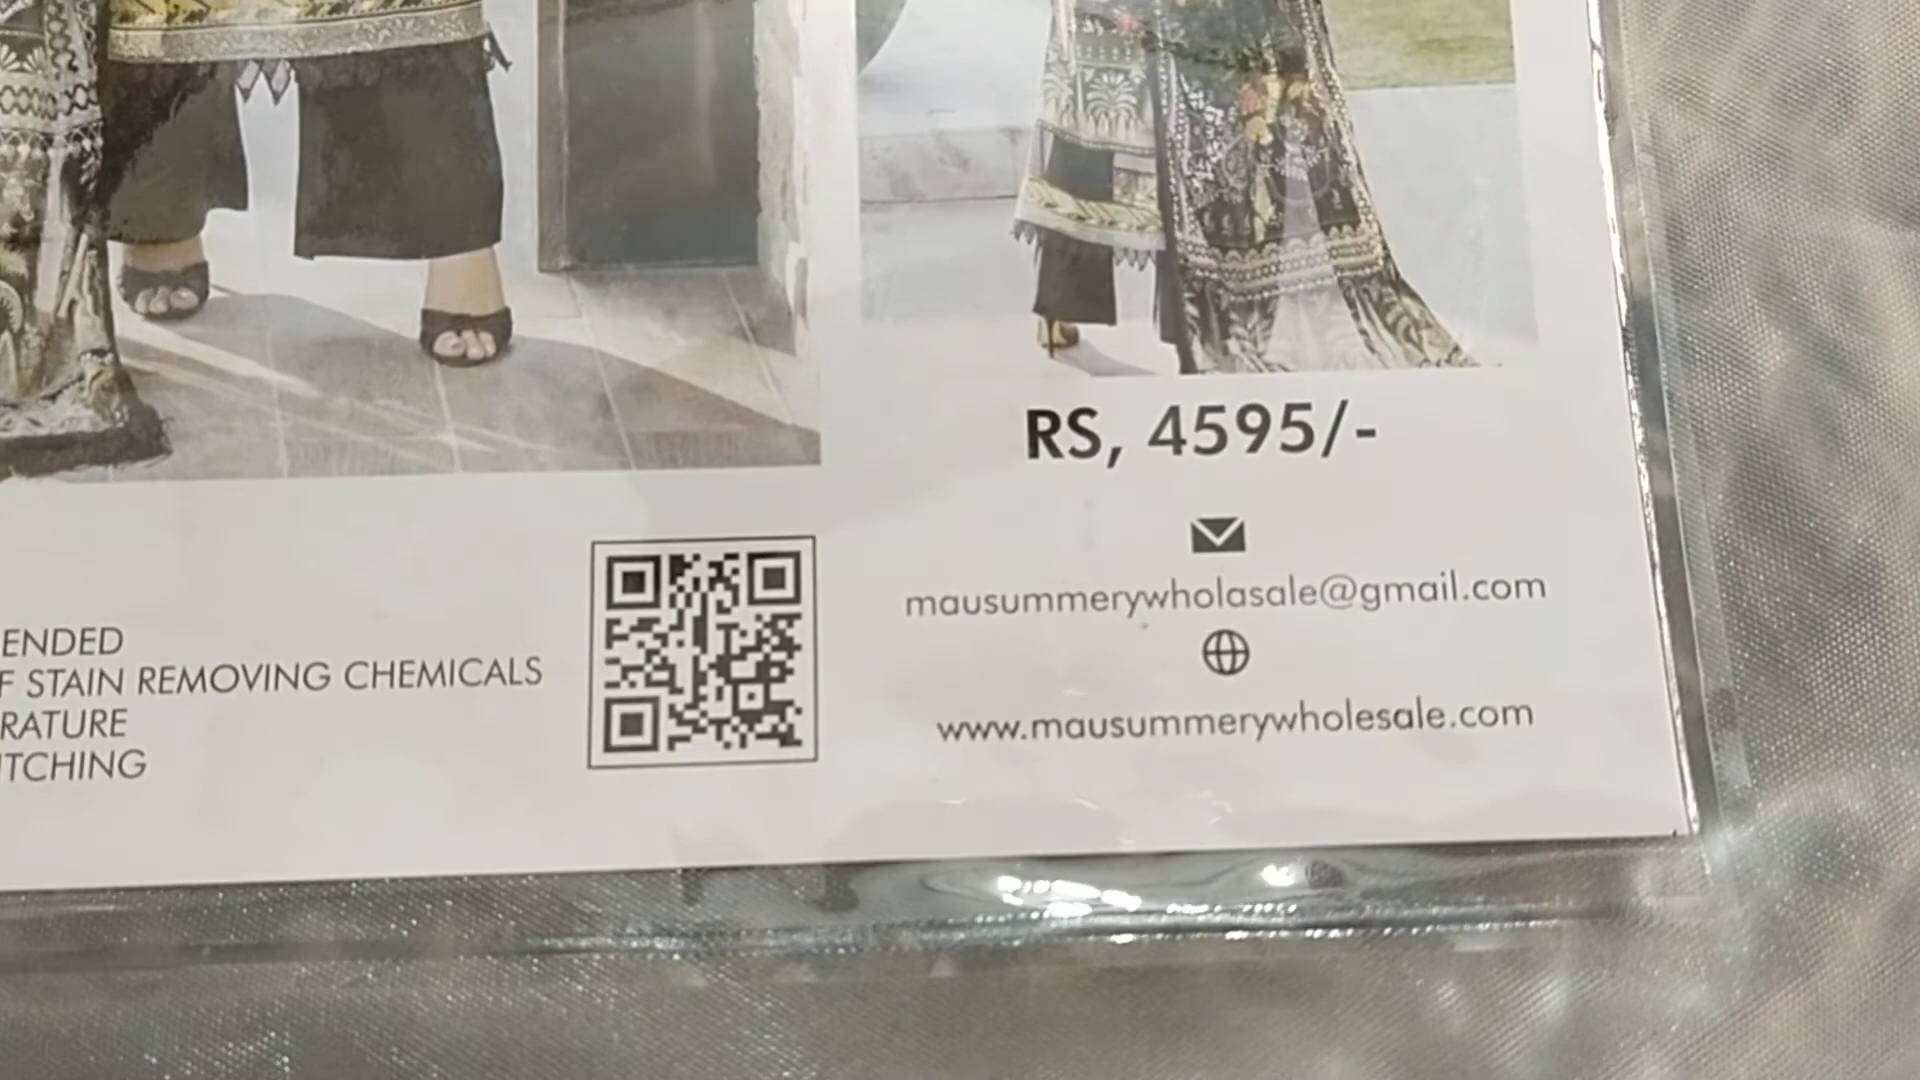 RS, 4595/-
mausummerywholasale@gmail.com
www.mausummerywholesale.com
ENDED
F STAIN REMOVING CHEMICALS
RATURE
TCHING